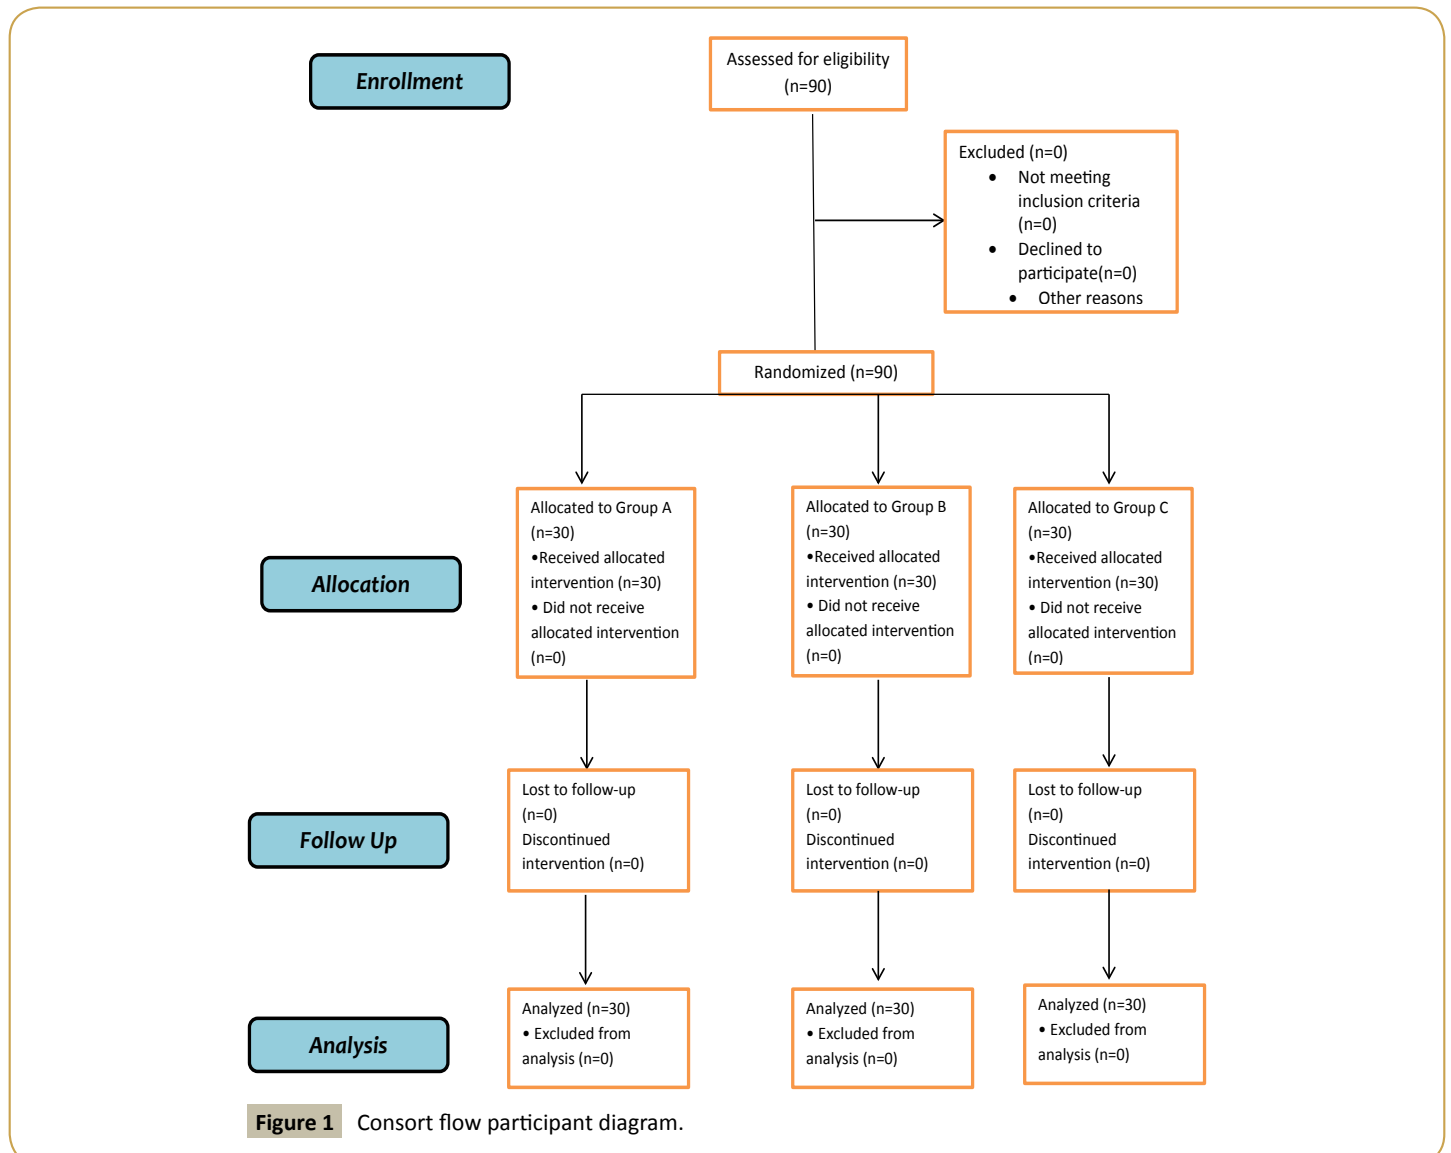 Enrollment
Assessed for eligibility
(n=90)
Excluded (n=0)
• Not meeting
inclusion criteria
(n=0)
• Declined to
participate(n=0)
• Other reasons
Randomized (n=90)
Allocation
Allocated to Group A
(n=30)
•Received allocated
intervention (n=30)
• Did not receive
allocated intervention
(n=0)
Allocated to Group B
(n=30)
•Received allocated
intervention (n=30)
• Did not receive
allocated intervention
(n=0)
Allocated to Group C
(n=30)
•Received allocated
intervention (n=30)
• Did not receive
allocated intervention
(n=0)
Follow Up
Lost to follow-up
(n=0)
Discontinued
intervention (n=0)
Lost to follow-up
(n=0)
Discontinued
intervention (n=0)
Lost to follow-up
(n=0)
Discontinued
intervention (n=0)
Analysis
Analyzed (n=30)
• Excluded from
analysis (n=0)
Analyzed (n=30)
• Excluded from
analysis (n=0)
Analyzed (n=30)
• Excluded from
analysis (n=0)
Figure 1 Consort flow participant diagram.